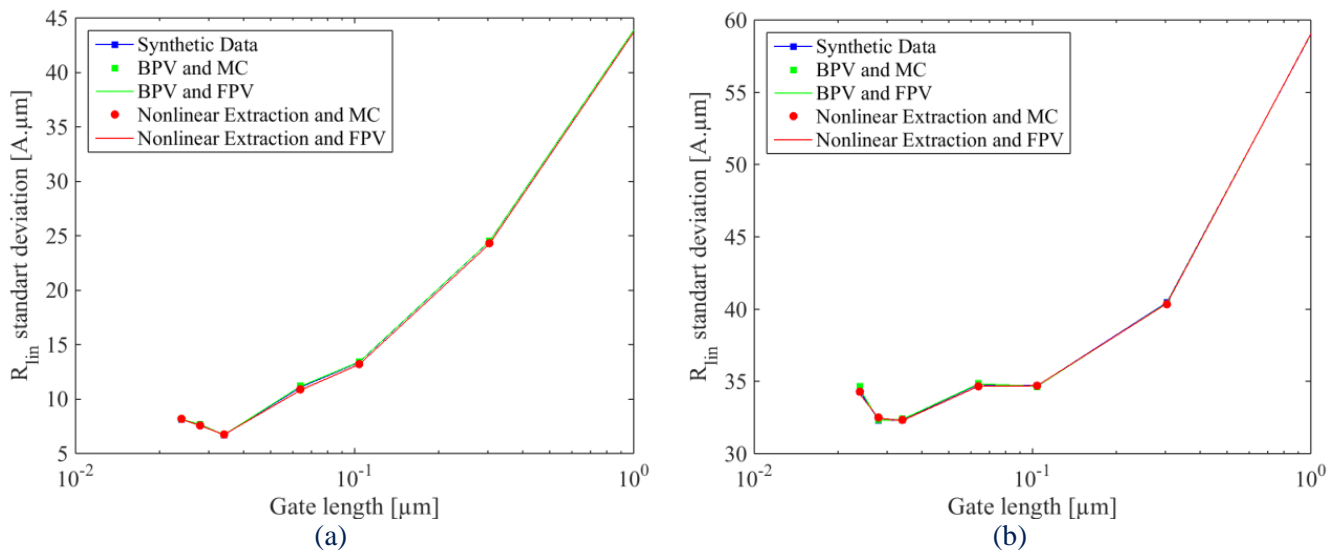 45
40
35
30
25
20
15
10
5
R_lin standart deviation [A.µm]
Synthetic Data
BPV and MC
BPV and FPV
Nonlinear Extraction and MC
Nonlinear Extraction and FPV
10^-2
10^-1
10^0
Gate length [µm]
(a)
60
55
50
45
40
35
30
R_lin standart deviation [A.µm]
Synthetic Data
BPV and MC
BPV and FPV
Nonlinear Extraction and MC
Nonlinear Extraction and FPV
10^-2
10^-1
10^0
Gate length [µm]
(b)